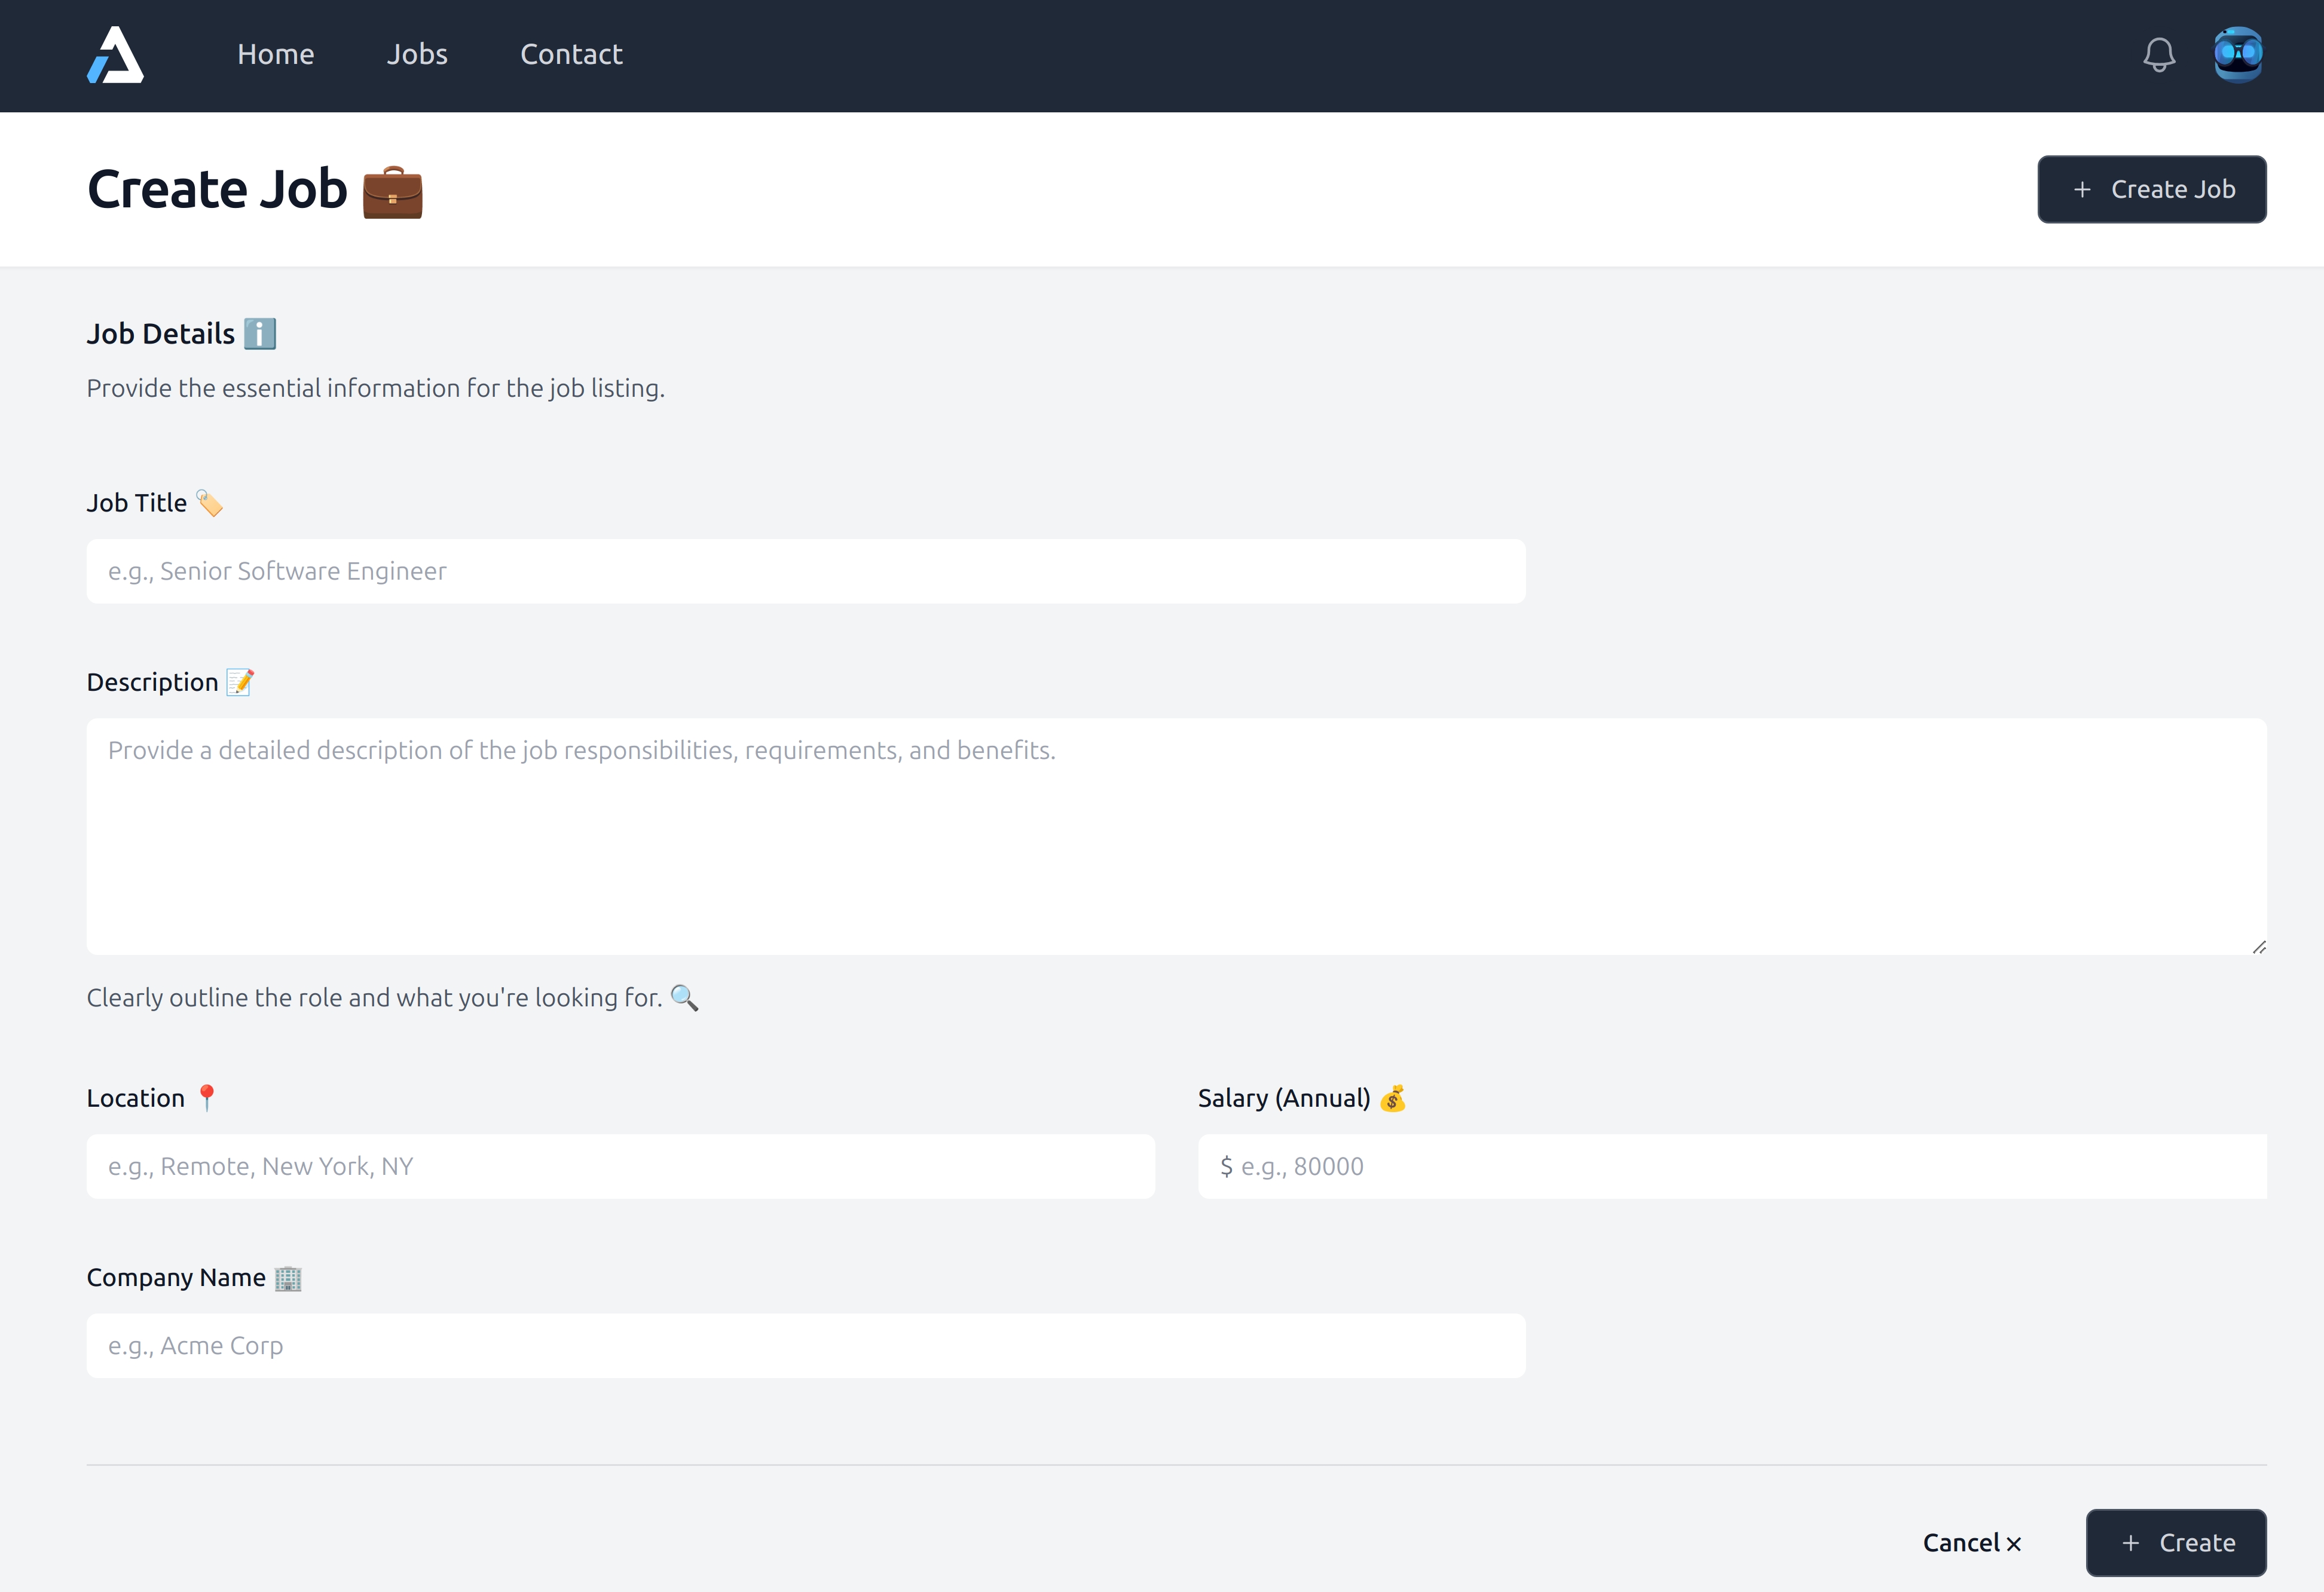 Home Jobs Contact
Create Job 💼
+ Create Job
Job Details ℹ️
Provide the essential information for the job listing.
Job Title 🏷️
e.g., Senior Software Engineer
Description 📝
Provide a detailed description of the job responsibilities, requirements, and benefits.
Clearly outline the role and what you're looking for. 🔍
Location 📍
e.g., Remote, New York, NY
Salary (Annual) 💰
$ e.g., 80000
Company Name 🏢
e.g., Acme Corp
Cancel ×
+ Create